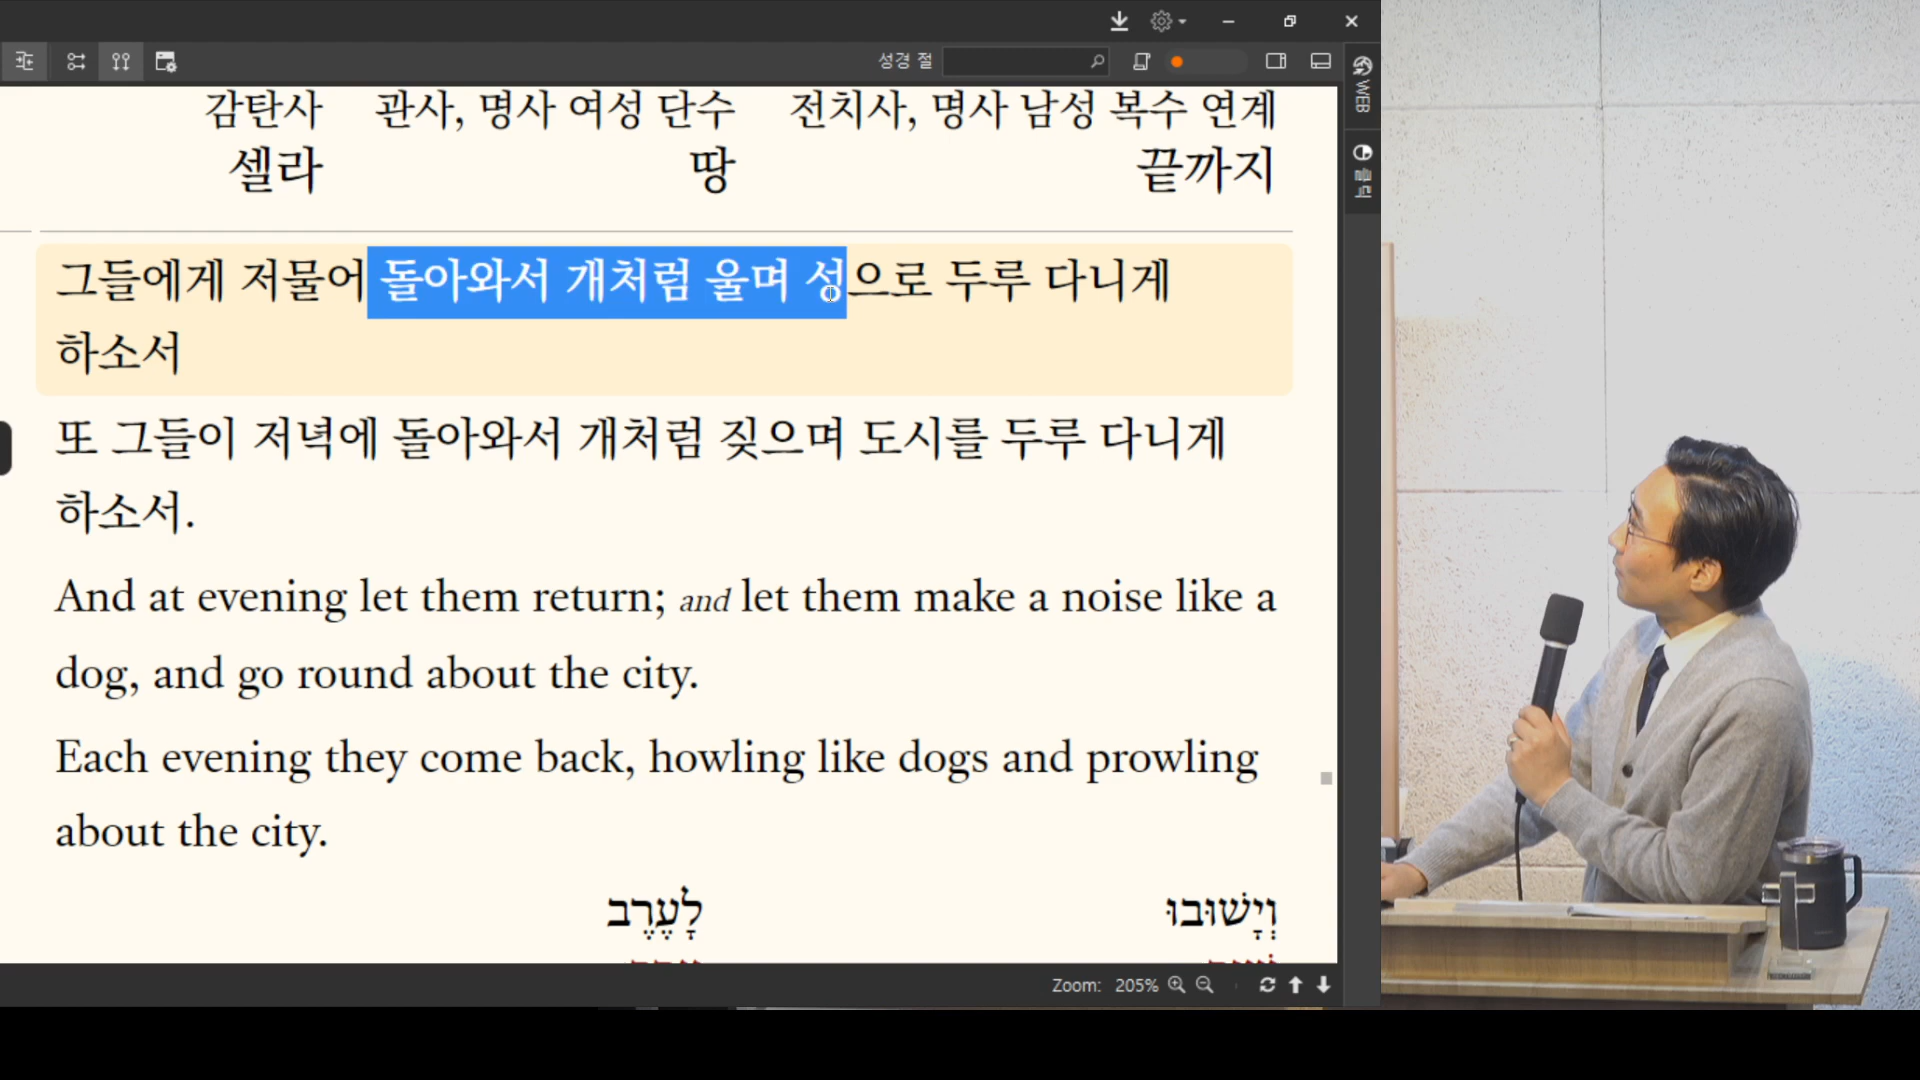 성경 절
WEB
클릭
감탄사 관사, 명사 여성 단수 전치사, 명사 남성 복수 연계
셀라 땅 끝까지
그들에게 저물어 돌아와서 개처럼 울며 성으로 두루 다니게
하소서
또 그들이 저녁에 돌아와서 개처럼 짖으며 도시를 두루 다니게
하소서.
And at evening let them return; and let them make a noise like a
dog, and go round about the city.
Each evening they come back, howling like dogs and prowling
about the city.
וְיָשׁוּבוּ לָעֶרֶב
Zoom: 205%